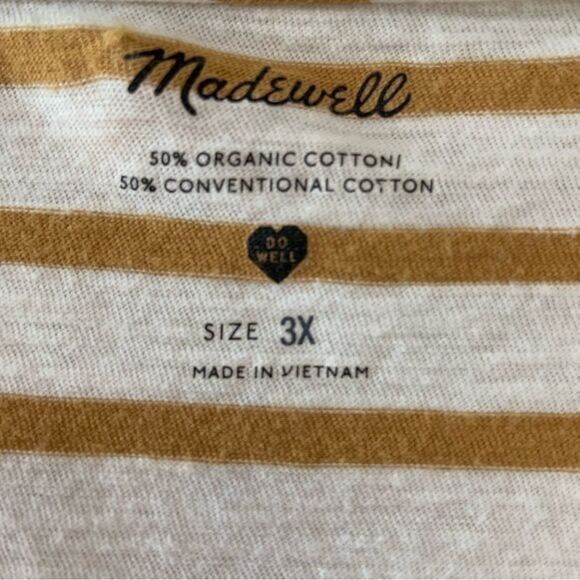 Madewell
50% ORGANIC COTTON/
50% CONVENTIONAL COTTON
DO
WELL
SIZE 3X
MADE IN VIETNAM